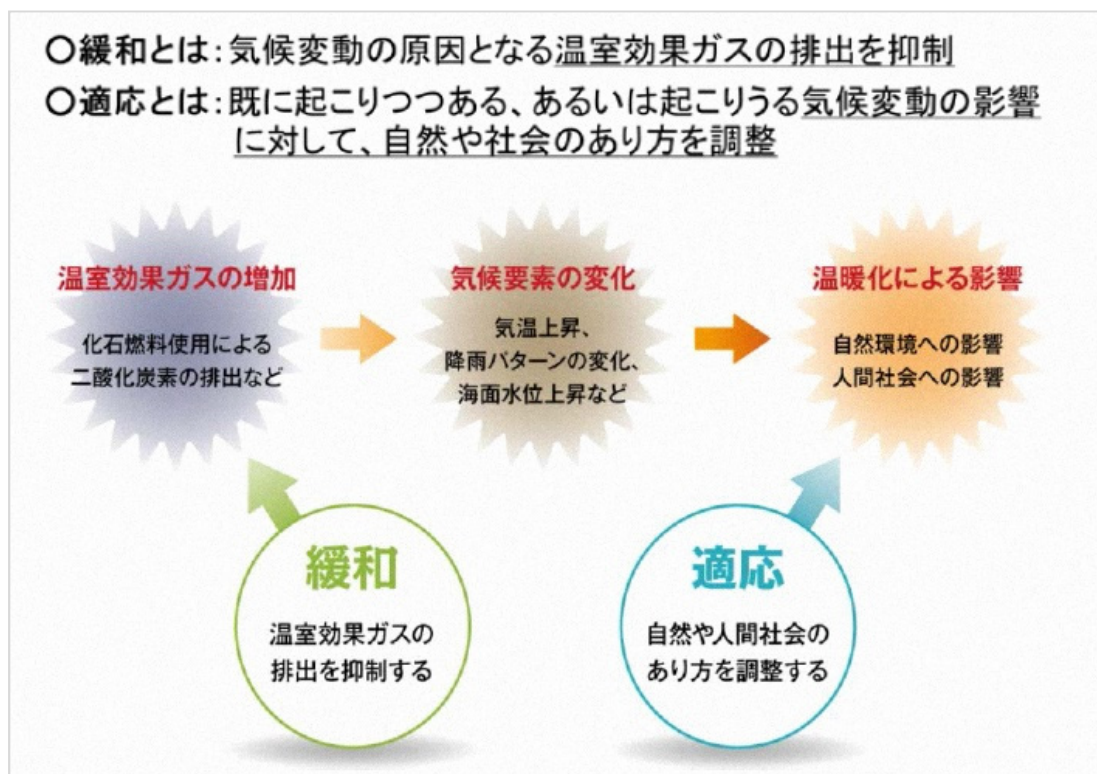 〇緩和とは：気候変動の原因となる温室効果ガスの排出を抑制
〇適応とは：既に起こりつつある、あるいは起こりうる気候変動の影響
に対して、自然や社会のあり方を調整
温室効果ガスの増加
化石燃料使用による
二酸化炭素の排出など
気候要素の変化
気温上昇、
降雨パターンの変化、
海面水位上昇など
温暖化による影響
自然環境への影響
人間社会への影響
緩和
温室効果ガスの
排出を抑制する
適応
自然や人間社会の
あり方を調整する